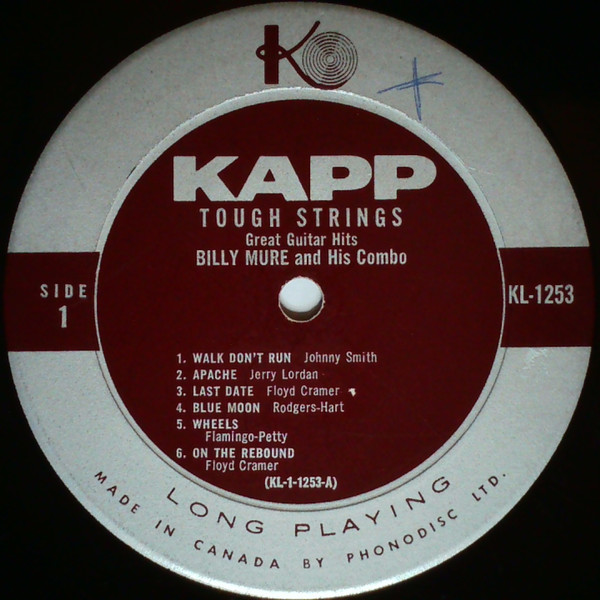 K
KAPP
TOUGH STRINGS
Great Guitar Hits
BILLY MURE and His Combo
SIDE
1
KL-1253
1. WALK DON'T RUN Johnny Smith
2. APACHE Jerry Lordan
3. LAST DATE Floyd Cramer
4. BLUE MOON Rodgers-Hart
5. WHEELS
Flamingo-Petty
6. ON THE REBOUND
Floyd Cramer
(KL-1-1253-A)
LONG PLAYING
MADE IN CANADA BY PHONODISC LTD.